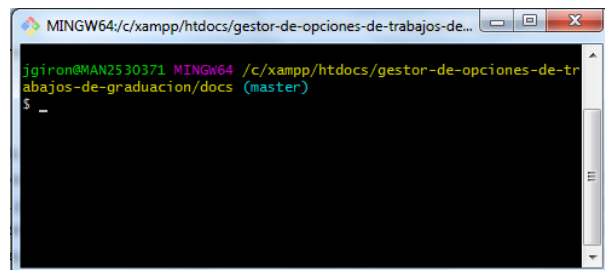 MINGW64:/c/xampp/htdocs/gestor-de-opciones-de-trabajos-de...
jgiron@MAN2530371 MINGW64 /c/xampp/htdocs/gestor-de-opciones-de-tr
abajos-de-graduacion/docs (master)
$ _